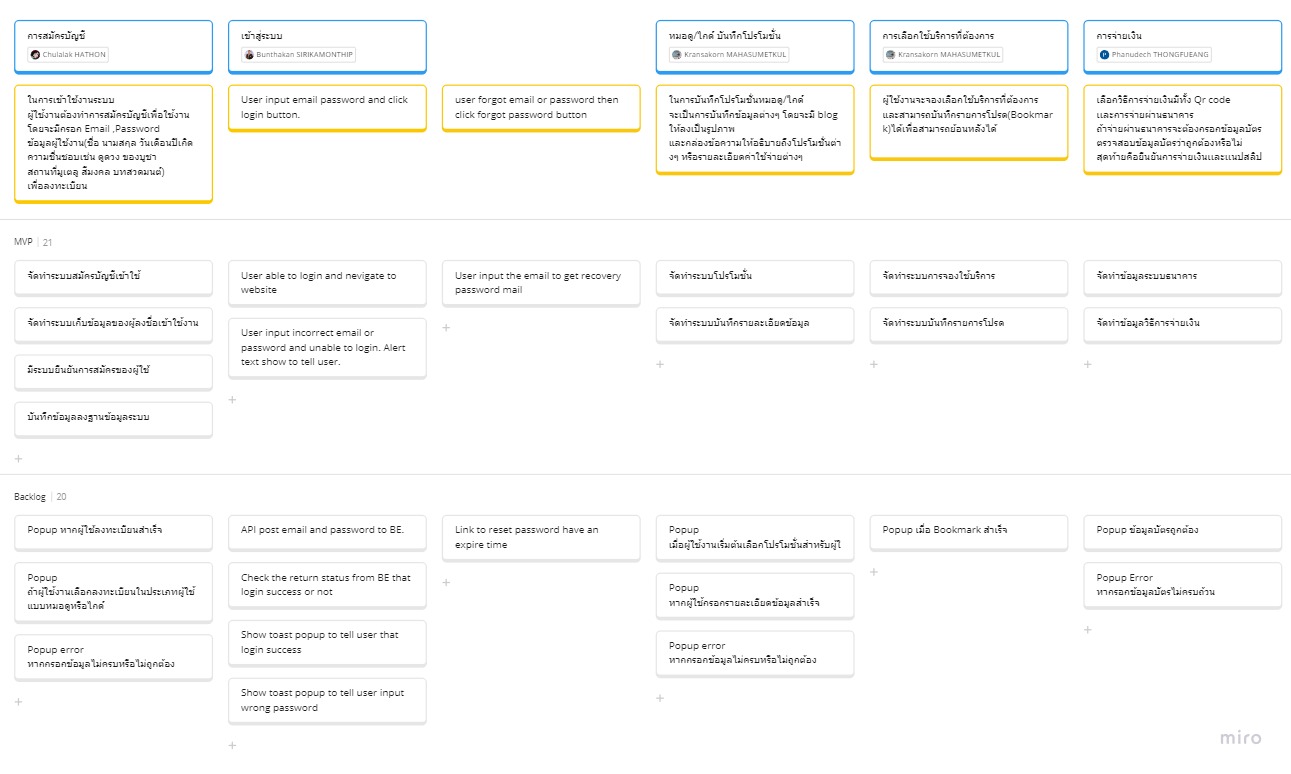 การสมัครบัญชี
Chulalak HATHON
เข้าสู่ระบบ
Bunthakan SIRIKAMONTHIP
หมอดู/ไกด์ บันทึกโปรโมชั่น
Kransakorn MAHASUMETKUL
การเลือกใช้บริการที่ต้องการ
Kransakorn MAHASUMETKUL
การจ่ายเงิน
P Phanudech THONGFUEANG
ในการเข้าใช้งานระบบ
ผู้ใช้งานต้องทำการสมัครบัญชีเพื่อใช้งาน
โดยจะมีกรอก Email ,Password
ข้อมูลผู้ใช้งาน(ชื่อ นามสกุล วันเดือนปีเกิด
ความชื่นชอบเช่น ดูดวง ของบูชา
สถานที่มูเตลู สีมงคล บทสวดมนต์)
เพื่อลงทะเบียน
User input email password and click
login button.
user forgot email or password then
click forgot password button
ในการบันทึกโปรโมชั่นหมอดู/ไกด์
จะเป็นการบันทึกข้อมูลต่างๆ โดยจะมี blog
ให้ลงเป็นรูปภาพ
และกล่องข้อความให้อธิบายถึงโปรโมชั่นต่า
งๆ หรือรายละเอียดค่าใช้จ่ายต่างๆ
ผู้ใช้งานจะจองเลือกใช้บริการที่ต้องการ
และสามารถบันทึกรายการโปรด(Bookmar
k)ได้เพื่อสามารถย้อนหลังได้
เลือกวิธีการจ่ายเงินมีทั้ง Qr code
และการจ่ายผ่านธนาคาร
ถ้าจ่ายผ่านธนาคารจะต้องกรอกข้อมูลบัตร
ตรวจสอบข้อมูลบัตรว่าถูกต้องหรือไม่
สุดท้ายคือยืนยันการจ่ายเงินและแนปสลิป
MVP 21
จัดทำระบบสมัครบัญชีเข้าใช้
จัดทำระบบเก็บข้อมูลของผู้ลงชื่อเข้าใช้งาน
มีระบบยืนยันการสมัครของผู้ใช้
บันทึกข้อมูลลงฐานข้อมูลระบบ
User able to login and nevigate to
website
User input incorrect email or
password and unable to login. Alert
text show to tell user.
User input the email to get recovery
password mail
จัดทำระบบโปรโมชั่น
จัดทำระบบบันทึกรายละเอียดข้อมูล
จัดทำระบบการจองใช้บริการ
จัดทำระบบบันทึกรายการโปรด
จัดทำข้อมูลระบบธนาคาร
จัดทำข้อมูลวิธีการจ่ายเงิน
Backlog 20
Popup หากผู้ใช้ลงทะเบียนสำเร็จ
Popup
ถ้าผู้ใช้งานเลือกลงทะเบียนในประเภทผู้ใช้
แบบหมอดูหรือไกด์
Popup error
หากกรอกข้อมูลไม่ครบหรือไม่ถูกต้อง
API post email and password to BE.
Check the return status from BE that
login success or not
Show toast popup to tell user that
login success
Show toast popup to tell user input
wrong password
Link to reset password have an
expire time
Popup
เมื่อผู้ใช้งานเริ่มต้นเลือกโปรโมชั่นสำหรับผู้ใ
Popup
หากผู้ใช้กรอกรายละเอียดข้อมูลสำเร็จ
Popup error
หากกรอกข้อมูลไม่ครบหรือไม่ถูกต้อง
Popup เมื่อ Bookmark สำเร็จ
Popup ข้อมูลบัตรถูกต้อง
Popup Error
หากกรอกข้อมูลบัตรไม่ครบถ้วน
miro